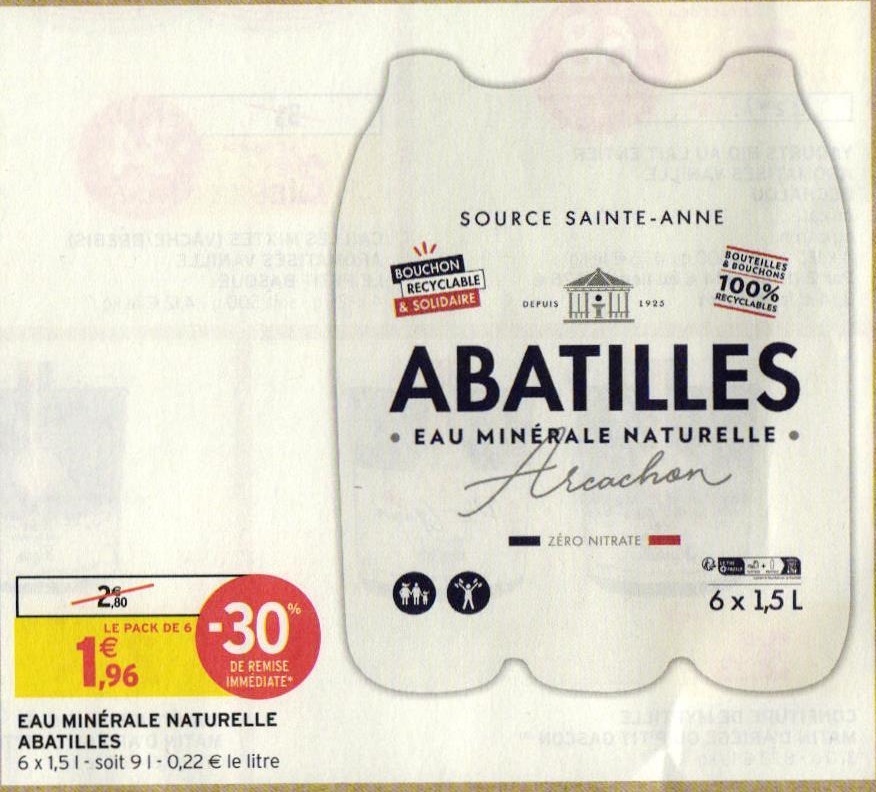 SOURCE SAINTE-ANNE
BOUCHON
RECYCLABLE
& SOLIDAIRE
DEPUIS 1925
BOUTEILLES
& BOUCHONS
100%
RECYCLABLES
ABATILLES
• EAU MINÉRALE NATURELLE •
Arcachon
ZÉRO NITRATE
6 x 1,5 L
2€,80
LE PACK DE 6
1€,96
-30%
DE REMISE
IMMÉDIATE*
EAU MINÉRALE NATURELLE
ABATILLES
6 x 1,5 l - soit 9 l - 0,22 € le litre